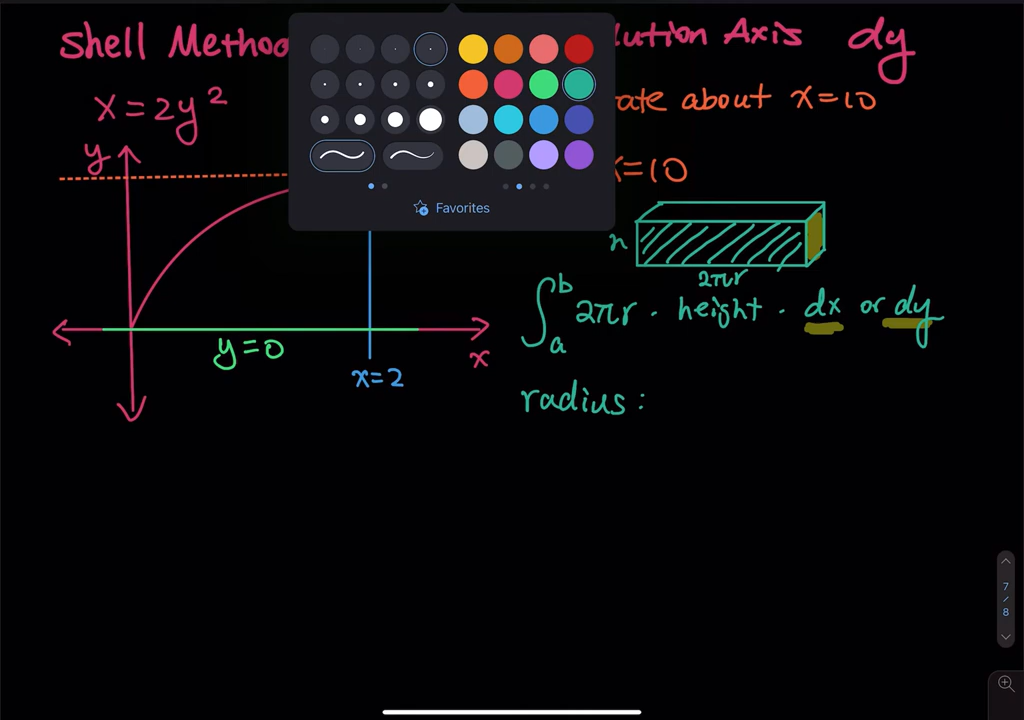 Shell Metho lution Axis dy
x=2y² ate about x=10
y x=10
h
2πr
∫ₐᵇ 2πr · height · dx or dy
y=0 x
x=2
radius:
Favorites
7
/
8